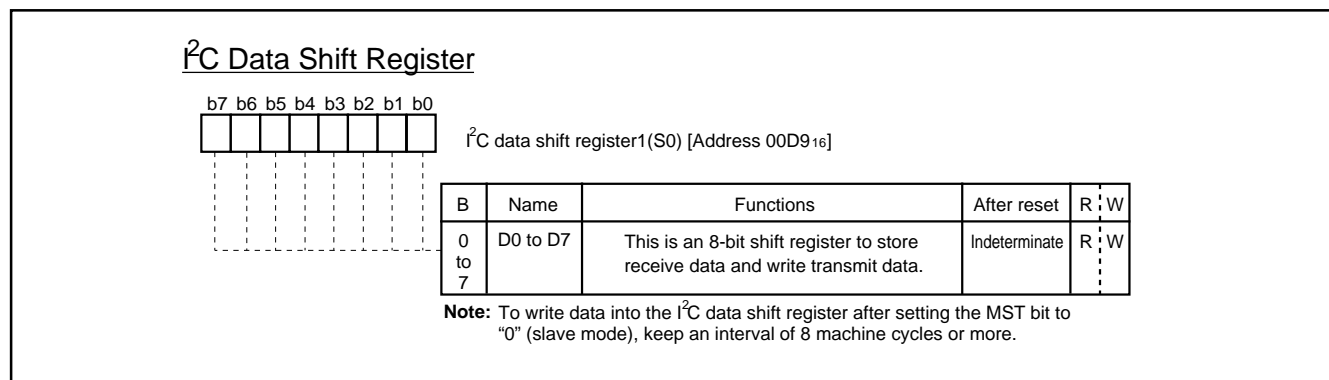 I²C Data Shift Register
b7 b6 b5 b4 b3 b2 b1 b0
I²C data shift register1(S0) [Address 00D9₁₆]
B Name Functions After reset R W
0 to 7 D0 to D7 This is an 8-bit shift register to store Indeterminate R W
receive data and write transmit data.
Note: To write data into the I²C data shift register after setting the MST bit to
“0” (slave mode), keep an interval of 8 machine cycles or more.